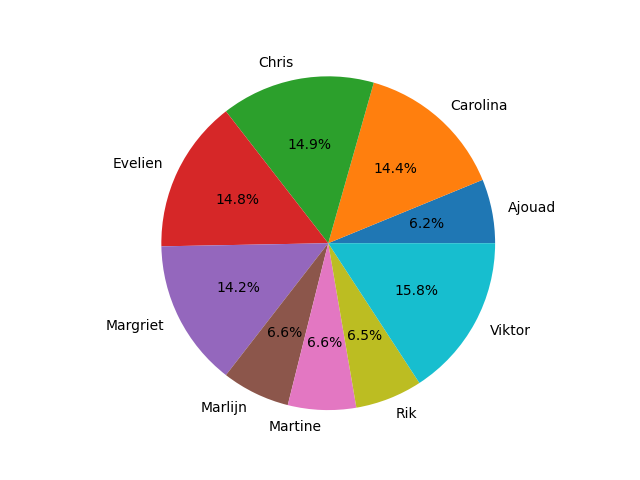 Chris
Carolina
14.9%
Evelien
14.4%
14.8%
Ajouad
6.2%
14.2%
15.8%
Margriet
6.6%
6.6%
6.5%
Viktor
Marlijn
Martine
Rik